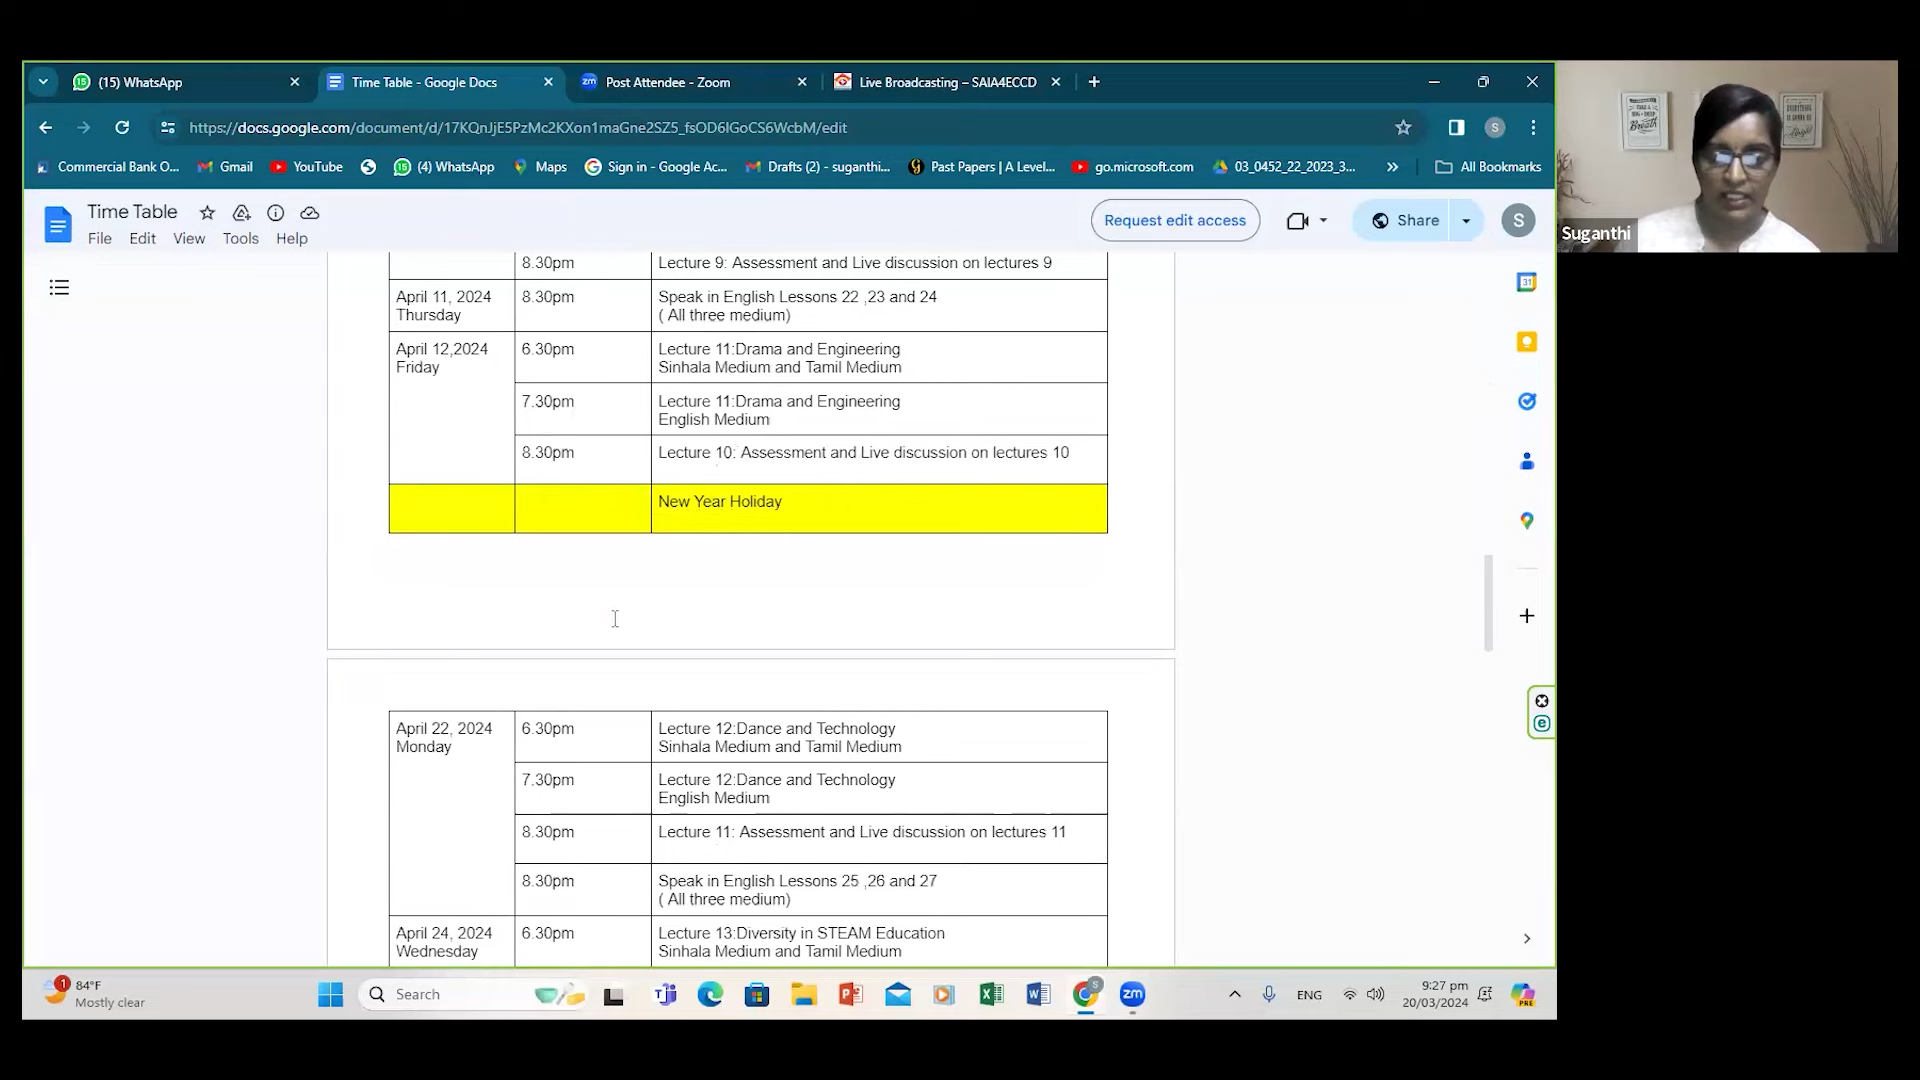 (15) WhatsApp
Time Table - Google Docs
Post Attendee - Zoom
Live Broadcasting – SAIA4ECCD
https://docs.google.com/document/d/17KQnJjE5PzMc2KXon1maGne2SZ5_fsOD6IGoCS6WcbM/edit
Commercial Bank O...
Gmail
YouTube
(4) WhatsApp
Maps
Sign in - Google Ac...
Drafts (2) - suganthi...
Past Papers | A Level...
go.microsoft.com
03_0452_22_2023_3...
All Bookmarks
Time Table
File Edit View Tools Help
Request edit access
Share
S
Suganthi
8.30pm Lecture 9: Assessment and Live discussion on lectures 9
April 11, 2024 8.30pm Speak in English Lessons 22 ,23 and 24
Thursday ( All three medium)
April 12,2024 6.30pm Lecture 11:Drama and Engineering
Friday Sinhala Medium and Tamil Medium
7.30pm Lecture 11:Drama and Engineering
English Medium
8.30pm Lecture 10: Assessment and Live discussion on lectures 10
New Year Holiday
April 22, 2024 6.30pm Lecture 12:Dance and Technology
Monday Sinhala Medium and Tamil Medium
7.30pm Lecture 12:Dance and Technology
English Medium
8.30pm Lecture 11: Assessment and Live discussion on lectures 11
8.30pm Speak in English Lessons 25 ,26 and 27
( All three medium)
April 24, 2024 6.30pm Lecture 13:Diversity in STEAM Education
Wednesday Sinhala Medium and Tamil Medium
84°F
Mostly clear
Search
ENG
9:27 pm
20/03/2024